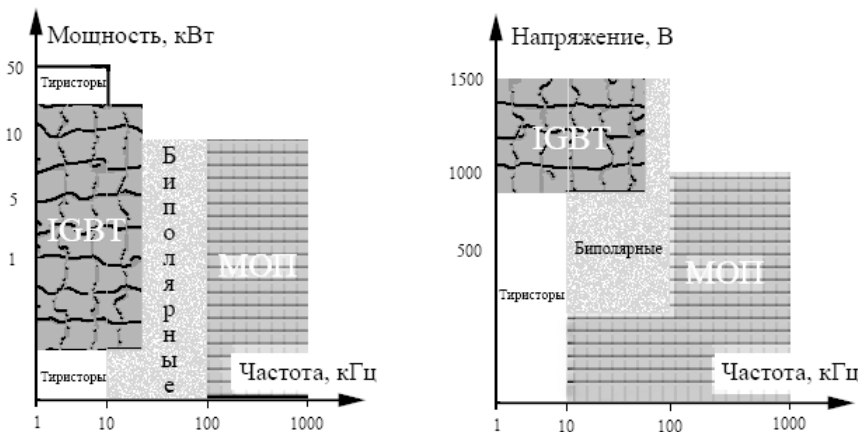 Мощность, кВт
50
Тиристоры
10
5
1
IGBT
Биполярные
МОП
Тиристоры
Частота, кГц
1
10
100
1000
Напряжение, В
1500
IGBT
1000
500
Биполярные
МОП
Тиристоры
Частота, кГц
1
10
100
1000